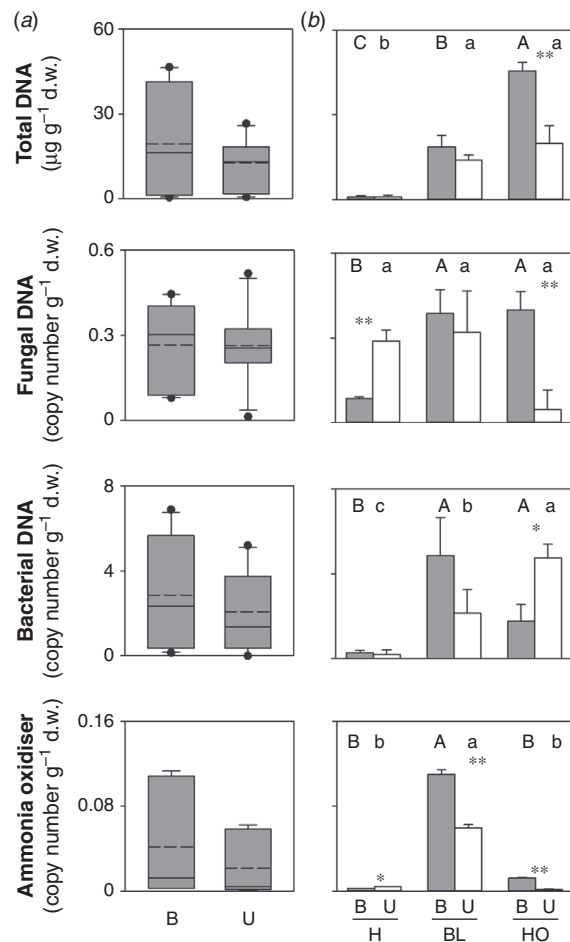 (a) (b)
Total DNA
(µg g–1 d.w.)
60
30
0
C b B a A a
**
Fungal DNA
(copy number g–1 d.w.)
0.6
0.3
0
B a A a A a
** **
Bacterial DNA
(copy number g–1 d.w.)
8
4
0
B c A b A a
*
Ammonia oxidiser
(copy number g–1 d.w.)
0.16
0.08
0
B b A a B b
**
* **
B U B U B U B U
H BL HO